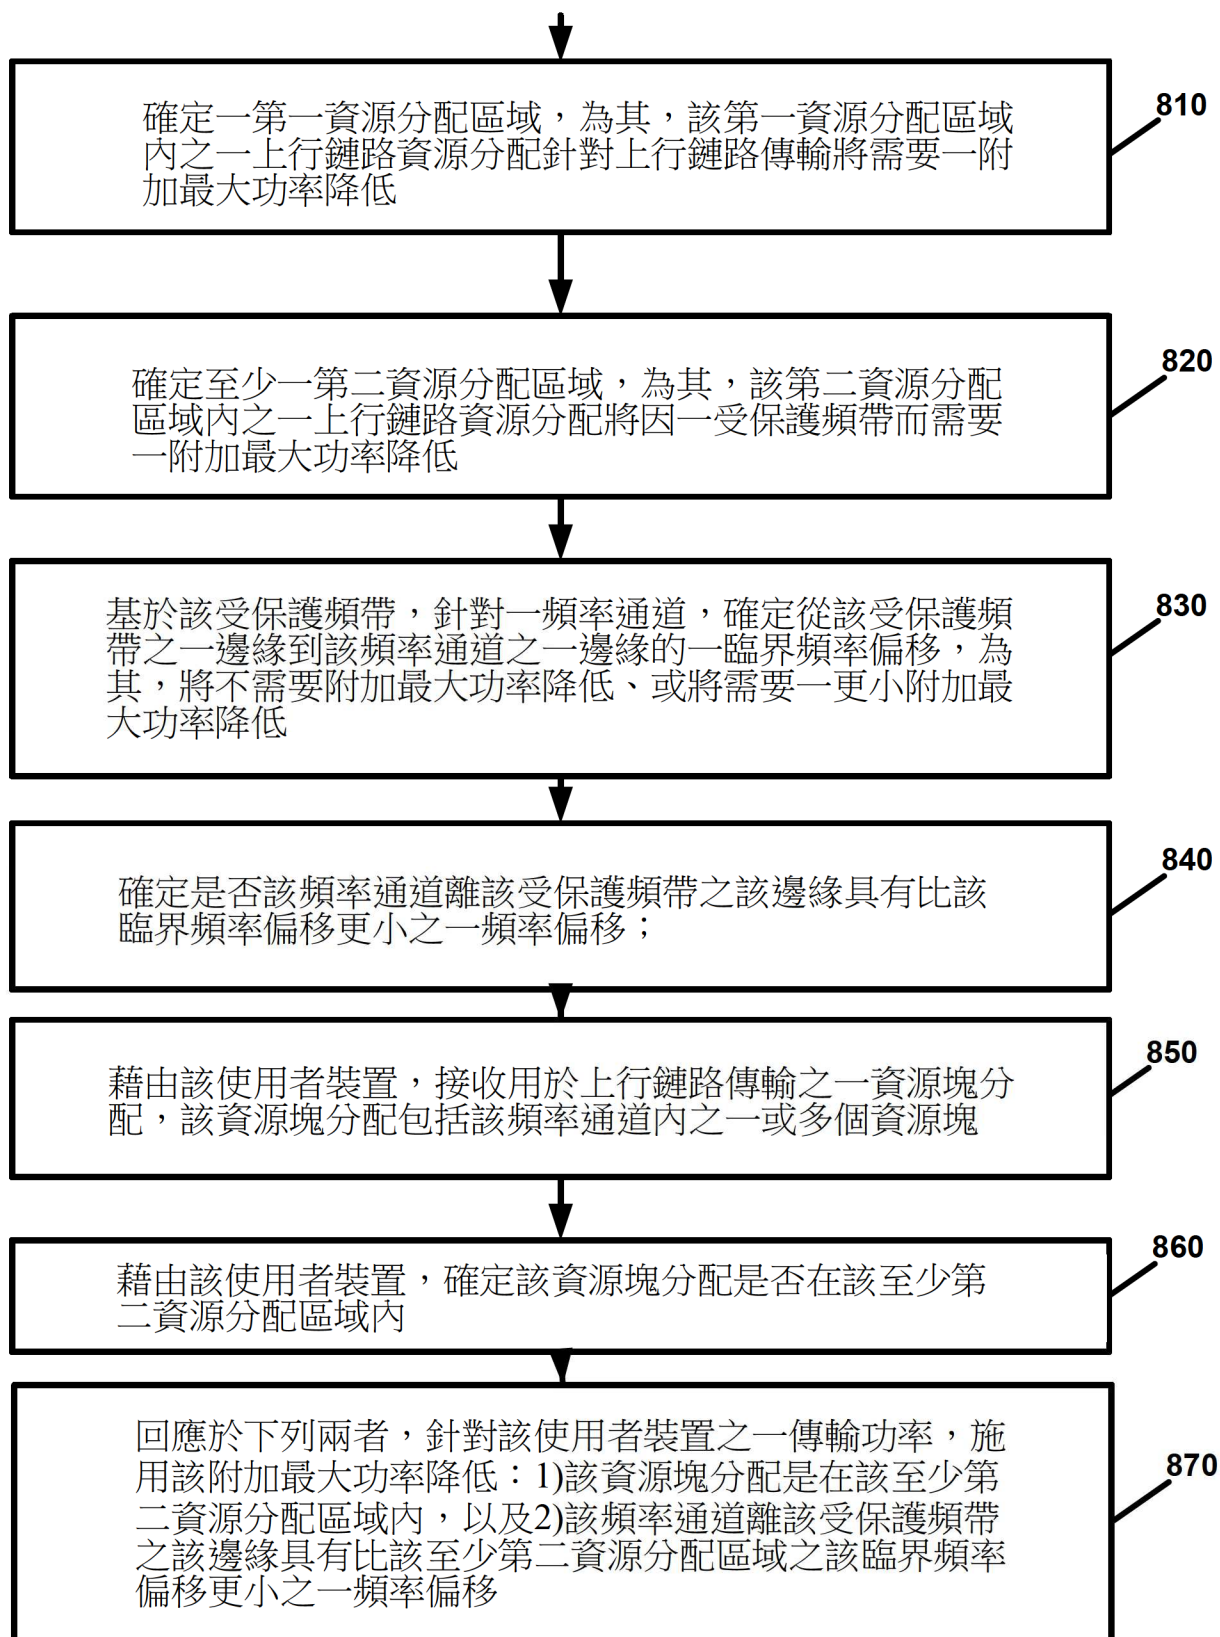 810
確定一第一資源分配區域，為其，該第一資源分配區域
內之一上行鏈路資源分配針對上行鏈路傳輸將需要一附
加最大功率降低
820
確定至少一第二資源分配區域，為其，該第二資源分配
區域內之一上行鏈路資源分配將因一受保護頻帶而需要
一附加最大功率降低
830
基於該受保護頻帶，針對一頻率通道，確定從該受保護頻
帶之一邊緣到該頻率通道之一邊緣的一臨界頻率偏移，為
其，將不需要附加最大功率降低、或將需要一更小附加最
大功率降低
840
確定是否該頻率通道離該受保護頻帶之該邊緣具有比該
臨界頻率偏移更小之一頻率偏移；
850
藉由該使用者裝置，接收用於上行鏈路傳輸之一資源塊分
配，該資源塊分配包括該頻率通道內之一或多個資源塊
860
藉由該使用者裝置，確定該資源塊分配是否在該至少第
二資源分配區域內
870
回應於下列兩者，針對該使用者裝置之一傳輸功率，施
用該附加最大功率降低：1)該資源塊分配是在該至少第
二資源分配區域內，以及2)該頻率通道離該受保護頻帶
之該邊緣具有比該至少第二資源分配區域之該臨界頻率
偏移更小之一頻率偏移